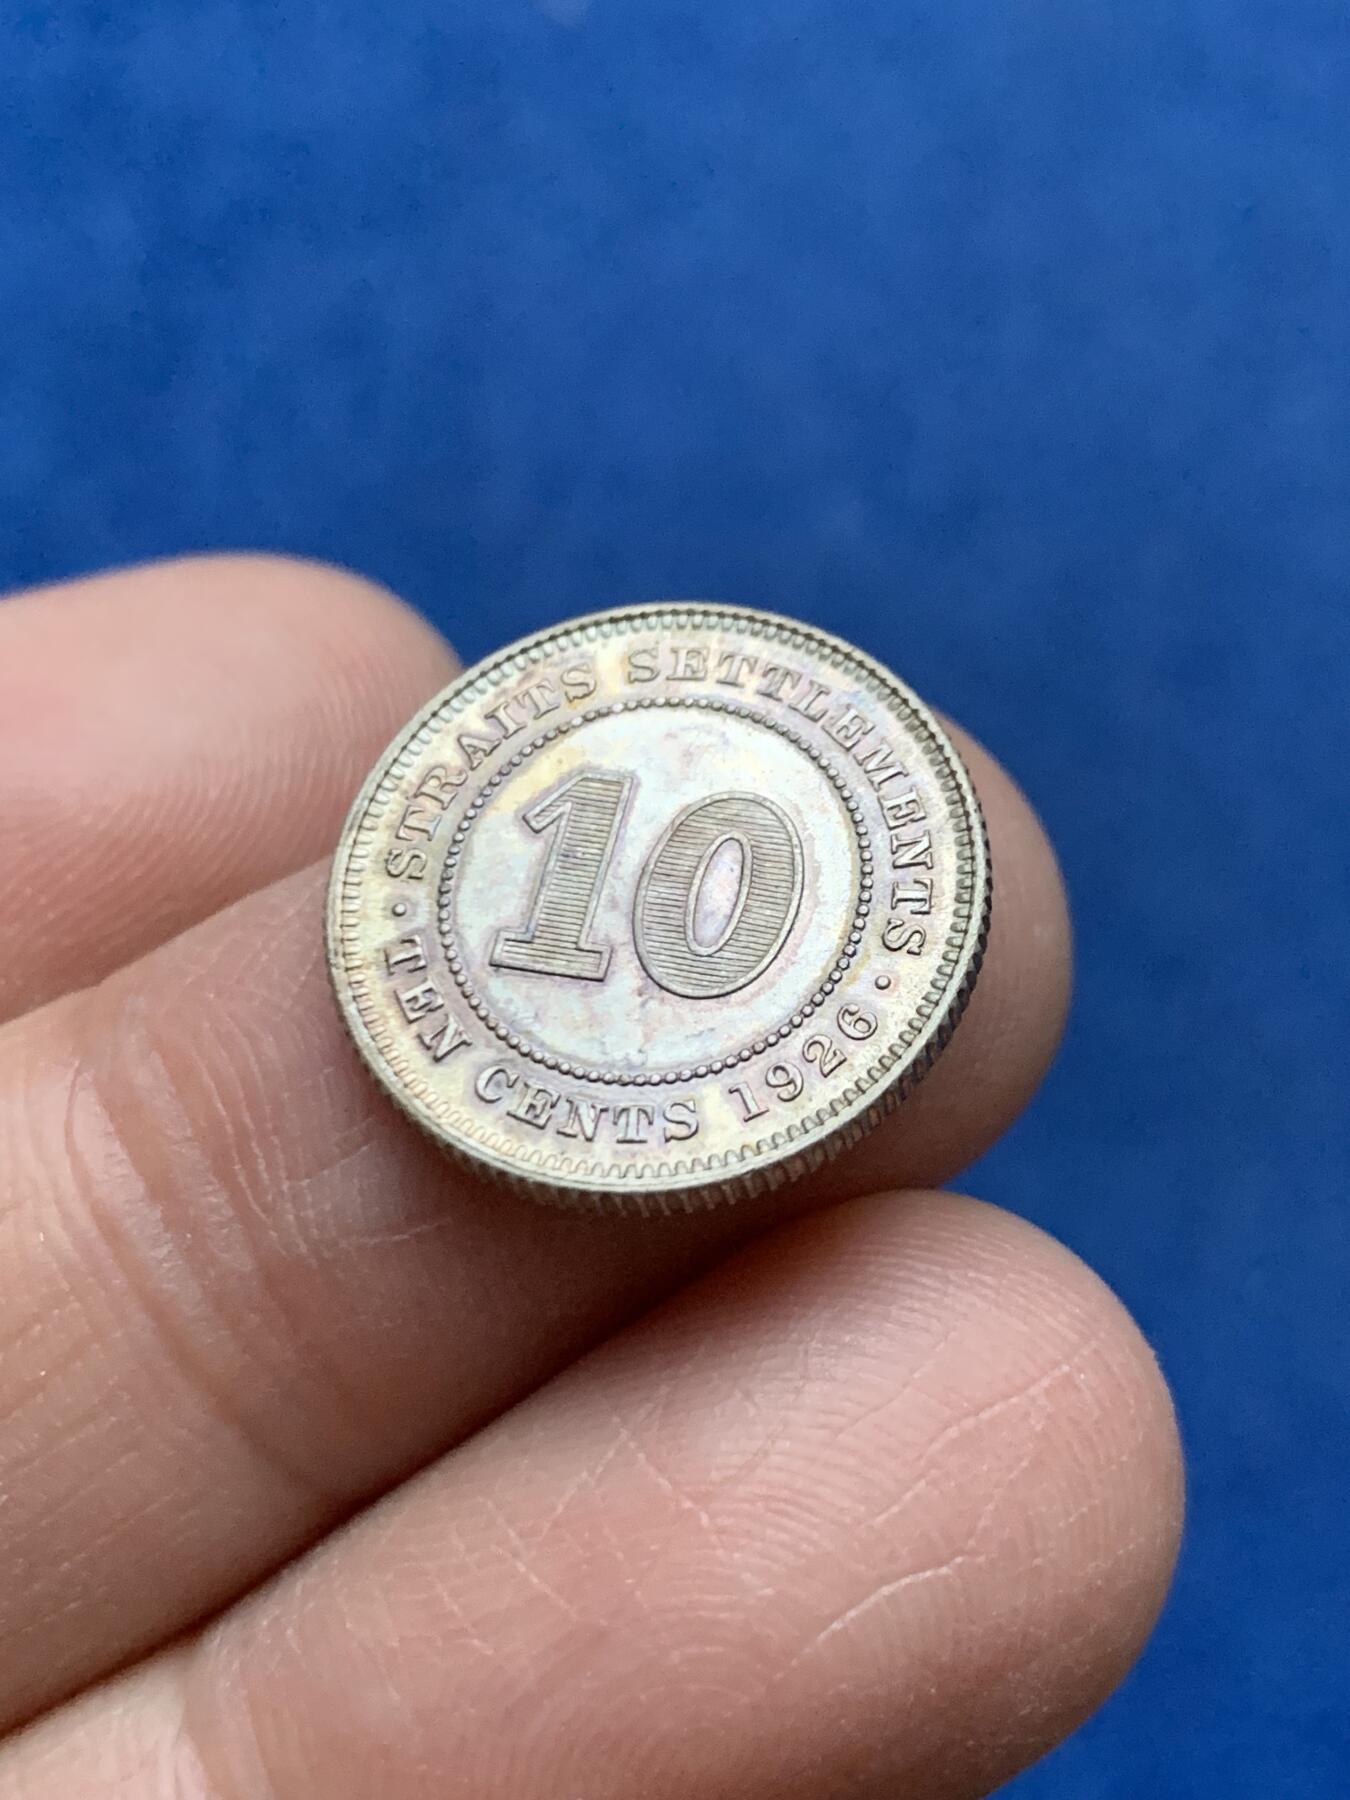 · STRAITS SETTLEMENTS ·
10
TEN CENTS 1926